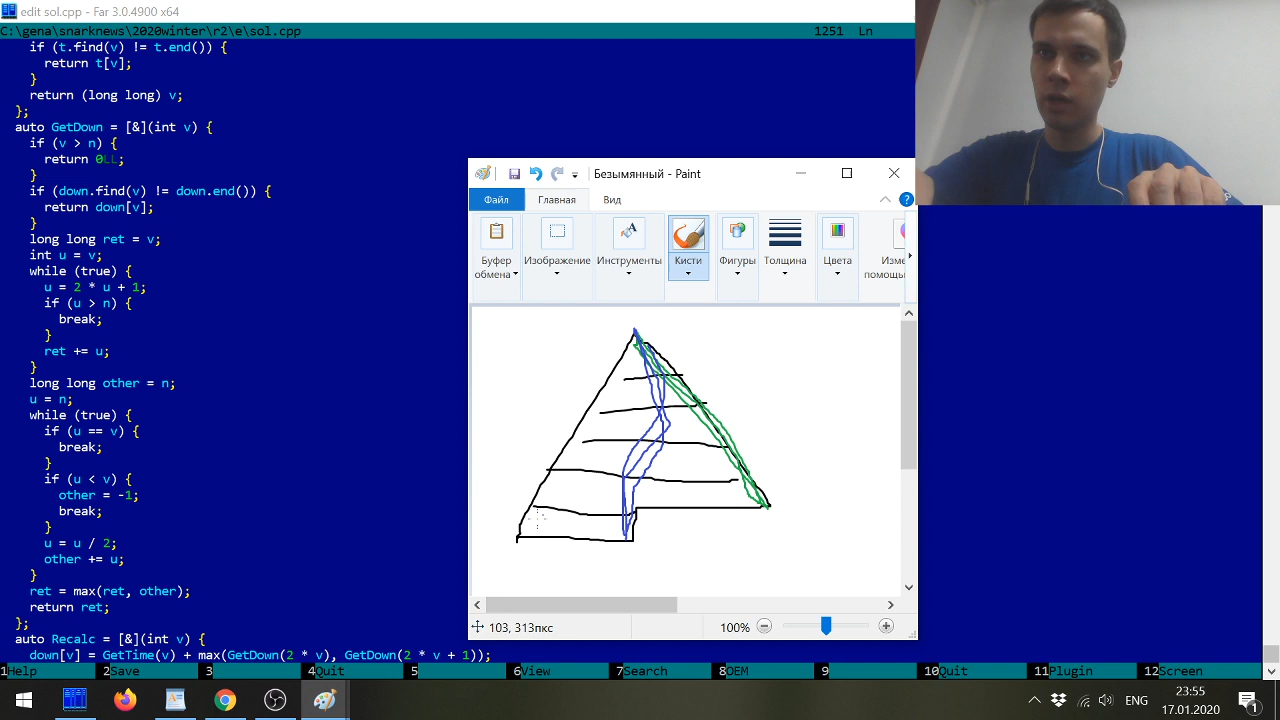 edit sol.cpp - Far 3.0.4900 x64
C:\gena\snarknews\2020winter\r2\e\sol.cpp 1251 Ln
if (t.find(v) != t.end()) {
return t[v];
}
return (long long) v;
};
auto GetDown = [&](int v) {
if (v > n) {
return 0LL;
}
if (down.find(v) != down.end()) {
return down[v];
}
long long ret = v;
int u = v;
while (true) {
u = 2 * u + 1;
if (u > n) {
break;
}
ret += u;
}
long long other = n;
u = n;
while (true) {
if (u == v) {
break;
}
if (u < v) {
other = -1;
break;
}
u = u / 2;
other += u;
}
ret = max(ret, other);
return ret;
};
auto Recalc = [&](int v) {
down[v] = GetTime(v) + max(GetDown(2 * v), GetDown(2 * v + 1));
Безымянный - Paint
Файл Главная Вид
Буфер обмена
Изображение
Инструменты
Кисти
Фигуры
Толщина
Цвета
Изме
помощы
103, 313пкс 100%
1Help 2Save 3 4Quit 5 6View 7Search 8OEM 9 10Quit 11Plugin 12Screen
ENG
23:55
17.01.2020
1